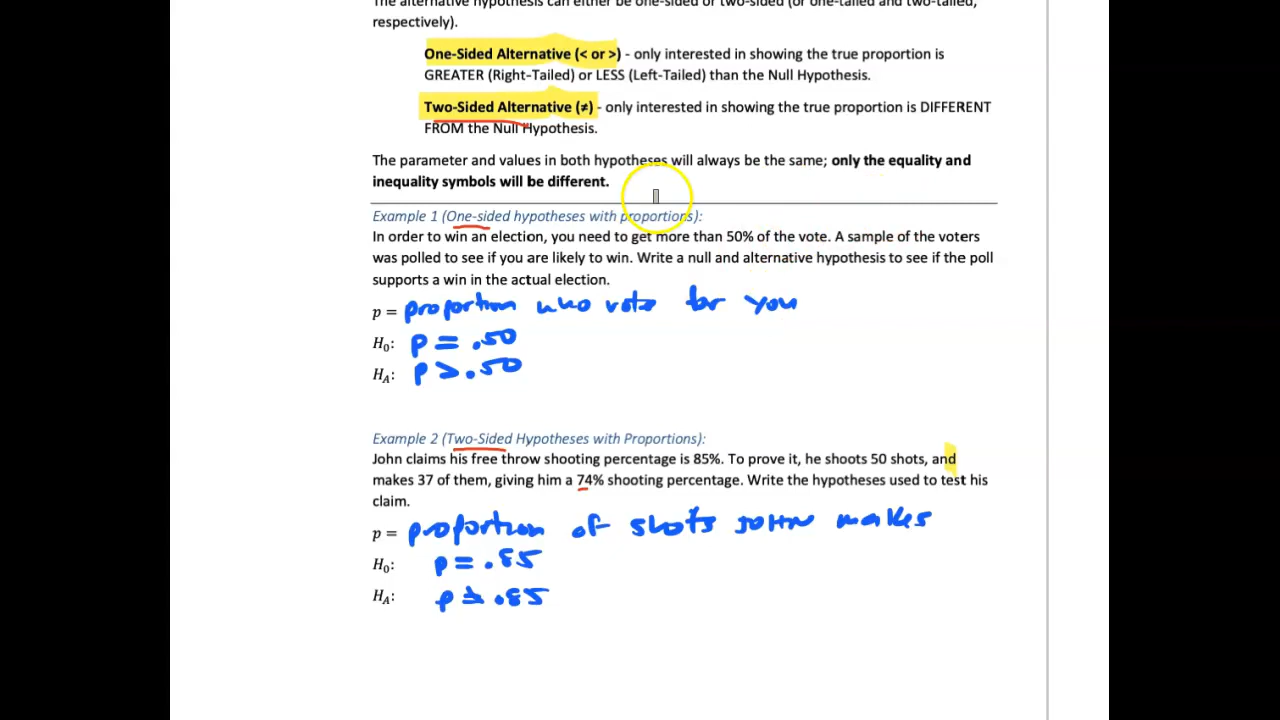 The alternative hypothesis can either be one-sided or two-sided (or one-tailed and two-tailed,
respectively).
One-Sided Alternative (< or >) - only interested in showing the true proportion is
GREATER (Right-Tailed) or LESS (Left-Tailed) than the Null Hypothesis.
Two-Sided Alternative (≠) - only interested in showing the true proportion is DIFFERENT
FROM the Null Hypothesis.
The parameter and values in both hypotheses will always be the same; only the equality and
inequality symbols will be different.
Example 1 (One-sided hypotheses with proportions):
In order to win an election, you need to get more than 50% of the vote. A sample of the voters
was polled to see if you are likely to win. Write a null and alternative hypothesis to see if the poll
supports a win in the actual election.
p = proportion who vote for you
H₀: p = .50
H_A: p > .50
Example 2 (Two-Sided Hypotheses with Proportions):
John claims his free throw shooting percentage is 85%. To prove it, he shoots 50 shots, and
makes 37 of them, giving him a 74% shooting percentage. Write the hypotheses used to test his
claim.
p = proportion of shots John makes
H₀: p = .85
H_A: p ≠ .85